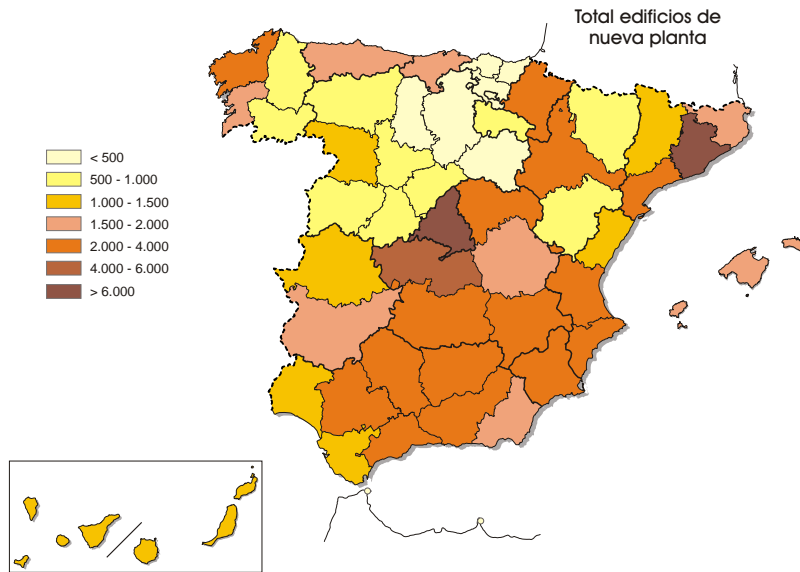 Total edificios de
nueva planta
< 500
500 - 1.000
1.000 - 1.500
1.500 - 2.000
2.000 - 4.000
4.000 - 6.000
> 6.000